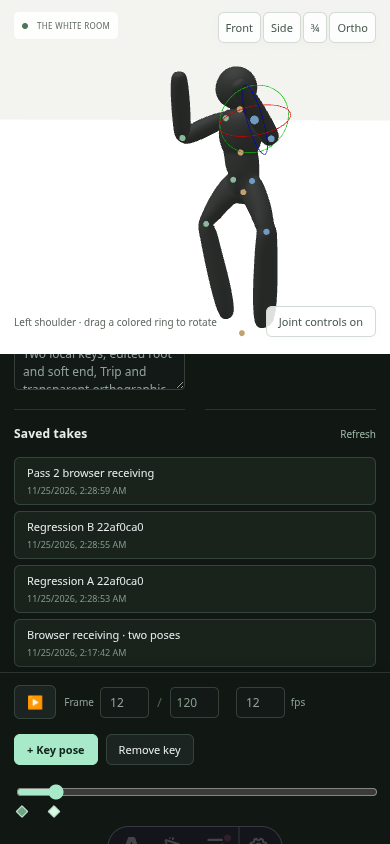 THE WHITE ROOM
Front
Side
¾
Ortho
Left shoulder · drag a colored ring to rotate
Joint controls on
Two local keys, edited root
and soft end, Trip and
transparent orthographic
Saved takes
Refresh
Pass 2 browser receiving
11/25/2026, 2:28:59 AM
Regression B 22af0ca0
11/25/2026, 2:28:55 AM
Regression A 22af0ca0
11/25/2026, 2:28:53 AM
Browser receiving · two poses
11/25/2026, 2:17:42 AM
Frame 12 / 120 12 fps
+ Key pose
Remove key